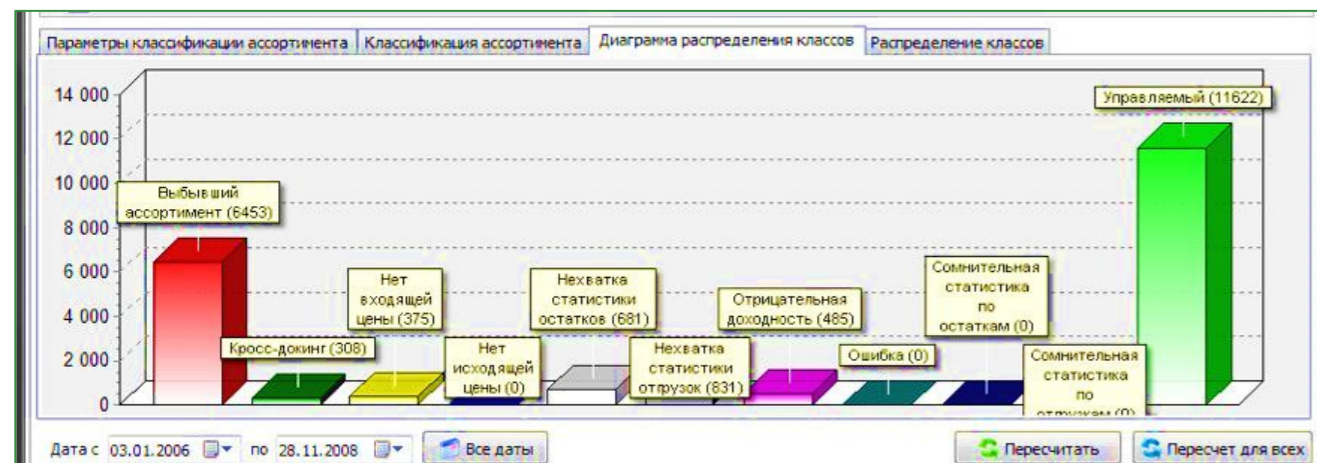 Параметры классификации ассортимента Классификация ассортимента Диаграмма распределения классов Распределение классов
14 000
12 000
10 000
8 000
6 000
4 000
2 000
0
Выбывший
ассортимент (6453)
Кросс-докинг (308)
Нет
входящей
цены (375)
Нет
исходящей
цены (0)
Нехватка
статистики
остатков (681)
Нехватка
статистики
отгрузок (831)
Отрицательная
доходность (485)
Ошибка (0)
Сомнительная
статистика
по
остаткам (0)
Сомнительная
статистика
по
отгрузкам (0)
Управляемый (11622)
Дата с 03.01.2006 по 28.11.2008 Все даты Пересчитать Пересчет для всех